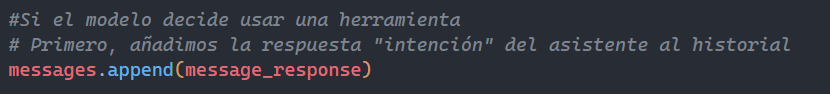 #Si el modelo decide usar una herramienta
# Primero, añadimos la respuesta "intención" del asistente al historial
messages.append(message_response)